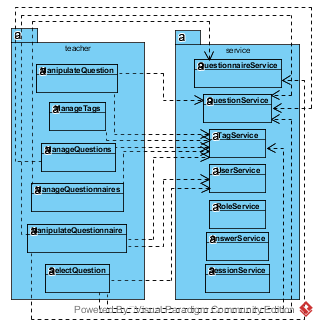 a
teacher
ManipulateQuestion
ManageTags
ManageQuestions
ManageQuestionnaires
ManipulateQuestionnaire
SelectQuestion
a
service
QuestionnaireService
QuestionService
TagService
UserService
RoleService
AnswerService
SessionService
Powered By Visual Paradigm Community Edition